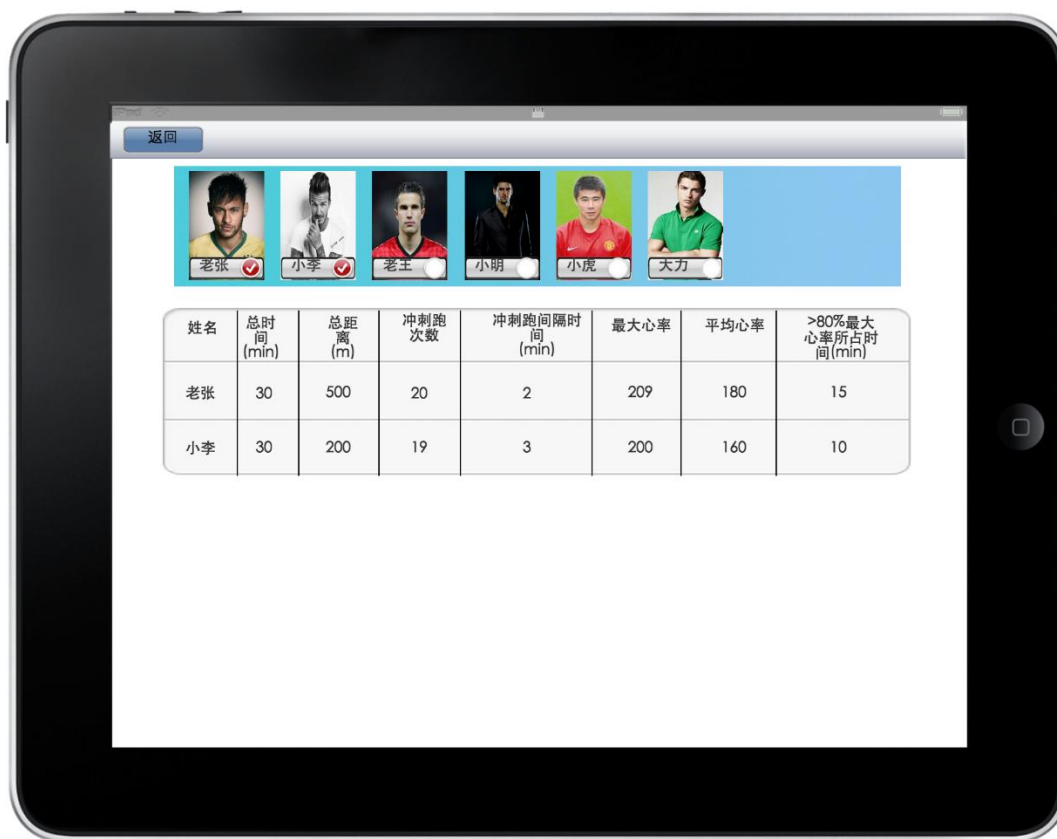 iPad
返回
老张 小李 老王 小明 小虎 大力
姓名 总时间(min) 总距离(m) 冲刺跑次数 冲刺跑间隔时间(min) 最大心率 平均心率 >80%最大心率所占时间(min)
老张 30 500 20 2 209 180 15
小李 30 200 19 3 200 160 10